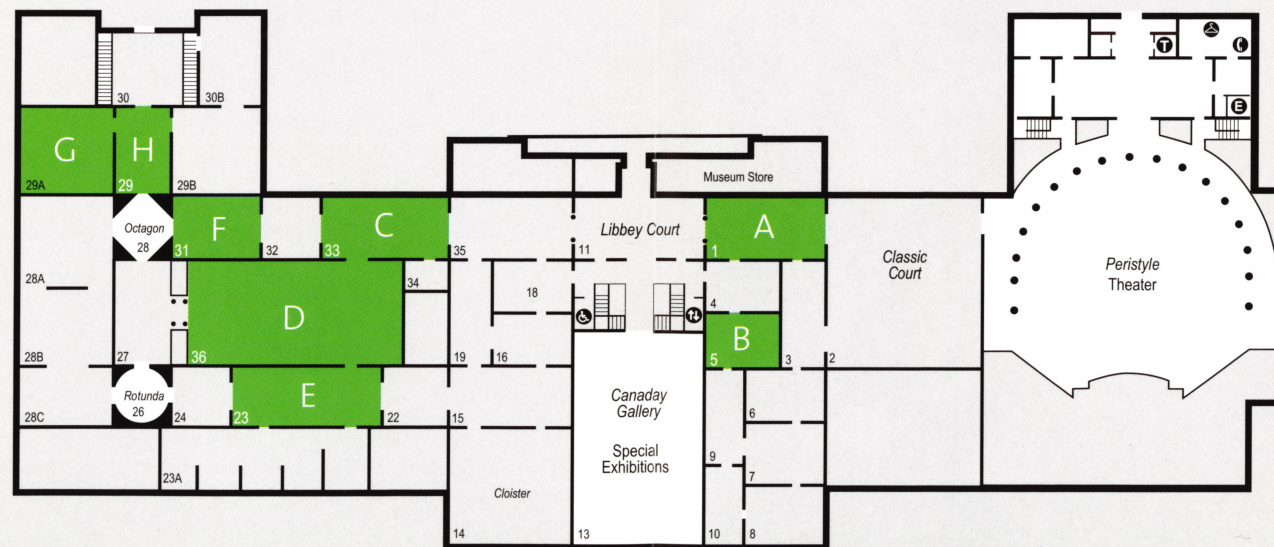 30
30B
T
E
G
29A
H
29
29B
Museum Store
Octagon
28
F
31
32
C
33
35
11
Libbey Court
A
1
Classic
Court
Peristyle
Theater
28A
34
18
4
D
B
28B
27
36
19
16
5
3
2
Rotunda
26
E
Canaday
Gallery
Special
Exhibitions
28C
24
23
22
15
6
9
7
23A
Cloister
14
13
10
8